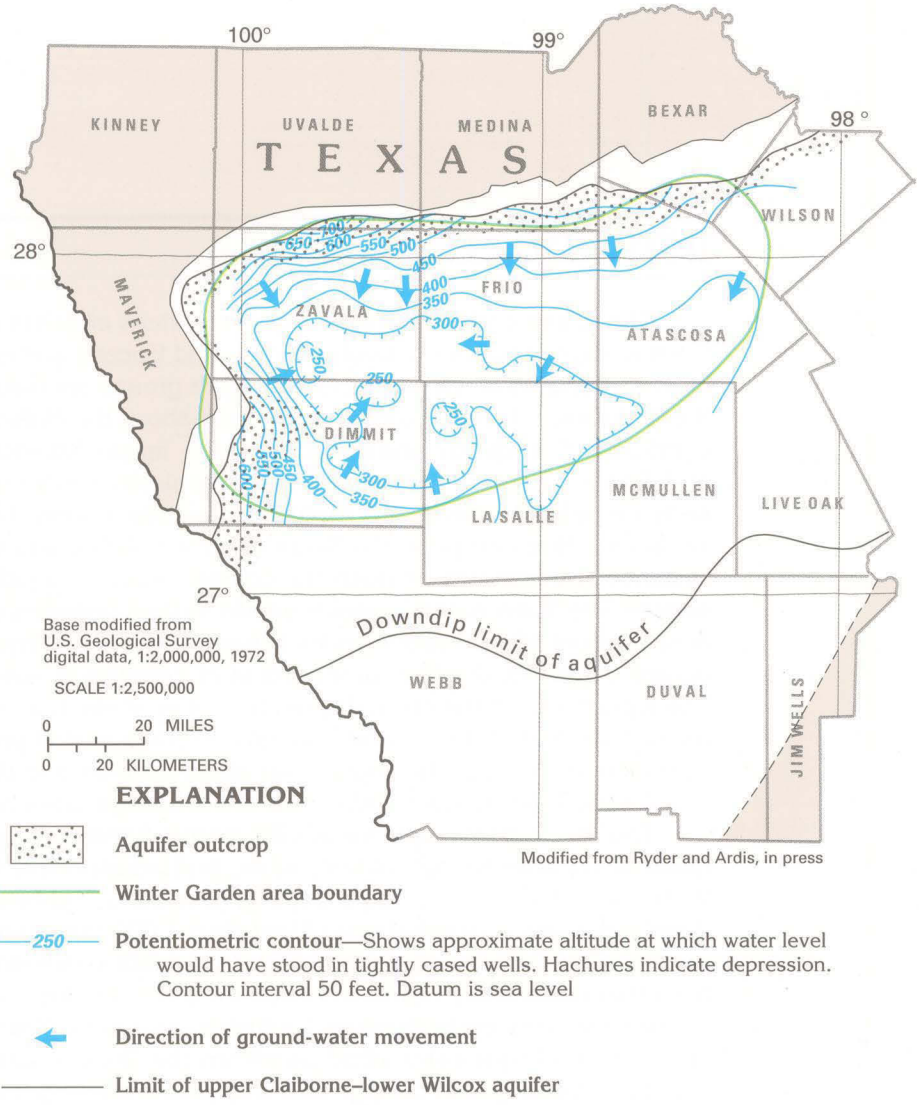 100°
99°
98°
KINNEY
UVALDE
MEDINA
BEXAR
TEXAS
WILSON
28°
700
650
600
550
500
450
400
350
FRIO
MAVERICK
ZAVALA
300
ATASCOSA
250
250
250
DIMMIT
600
550
500
450
400
300
350
LA SALLE
MCMULLEN
LIVE OAK
27°
Base modified from
U.S. Geological Survey
digital data, 1:2,000,000, 1972
SCALE 1:2,500,000
0 20 MILES
0 20 KILOMETERS
Downdip limit of aquifer
WEBB
DUVAL
JIM WELLS
Modified from Ryder and Ardis, in press
EXPLANATION
Aquifer outcrop
Winter Garden area boundary
250
Potentiometric contour—Shows approximate altitude at which water level
would have stood in tightly cased wells. Hachures indicate depression.
Contour interval 50 feet. Datum is sea level
Direction of ground-water movement
Limit of upper Claiborne–lower Wilcox aquifer